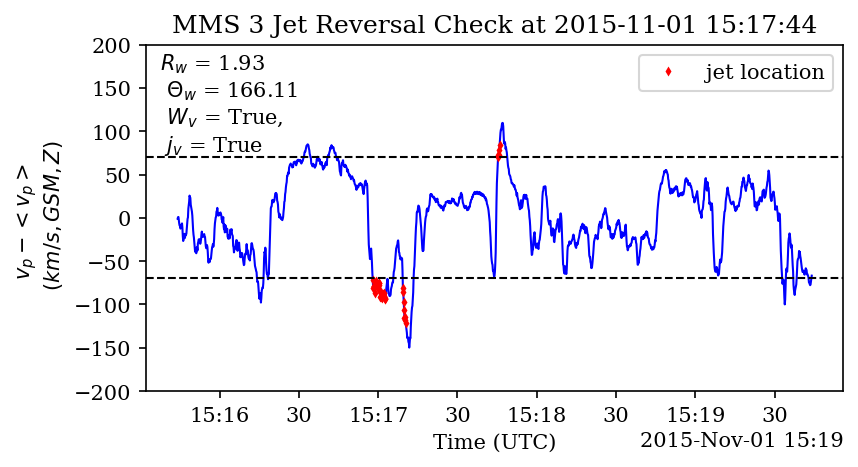 MMS 3 Jet Reversal Check at 2015-11-01 15:17:44
v_p − < v_p >
(km/s, GSM, Z)
200
150
100
50
0
−50
−100
−150
−200
R_w = 1.93
Θ_w = 166.11
W_v = True,
j_v = True
jet location
15:16 30 15:17 30 15:18 30 15:19 30
Time (UTC)
2015-Nov-01 15:19